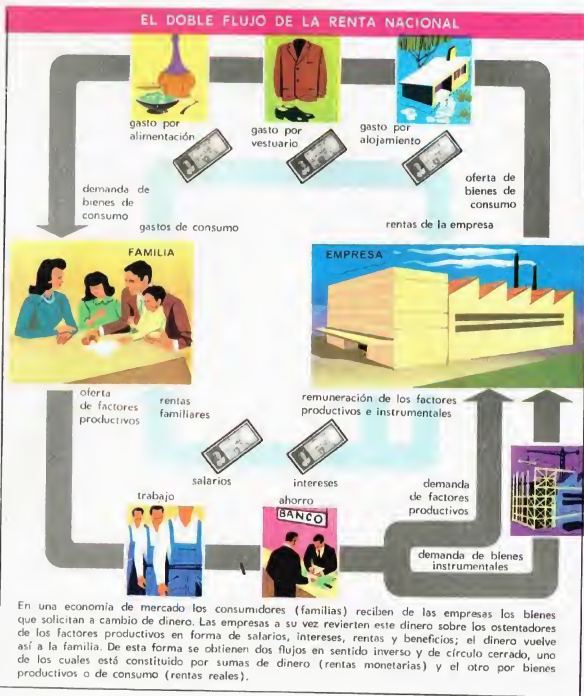 EL DOBLE FLUJO DE LA RENTA NACIONAL
gasto por
alimentación
gasto por
vestuario
gasto por
alojamiento
demanda de
bienes de
consumo
gastos de consumo
oferta de
bienes de
consumo
rentas de la empresa
FAMILIA
EMPRESA
oferta
de factores
productivos
rentas
familiares
remuneración de los factores
productivos e instrumentales
salarios
intereses
trabajo
ahorro
BANCO
demanda
de factores
productivos
demanda de bienes
instrumentales
En una economía de mercado los consumidores (familias) reciben de las empresas los bienes
que solicitan a cambio de dinero. Las empresas a su vez revierten este dinero sobre los ostentadores
de los factores productivos en forma de salarios, intereses, rentas y beneficios; el dinero vuelve
así a la familia. De esta forma se obtienen dos flujos en sentido inverso y de círculo cerrado, uno
de los cuales está constituido por sumas de dinero (rentas monetarias) y el otro por bienes
productivos o de consumo (rentas reales).